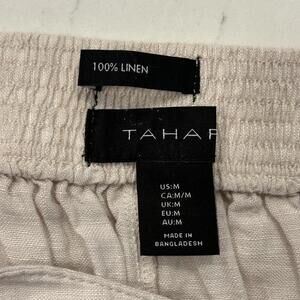 100% LINEN
TAHAR
US:M
CA:M/M
UK:M
EU:M
AU:M
MADE IN
BANGLADESH